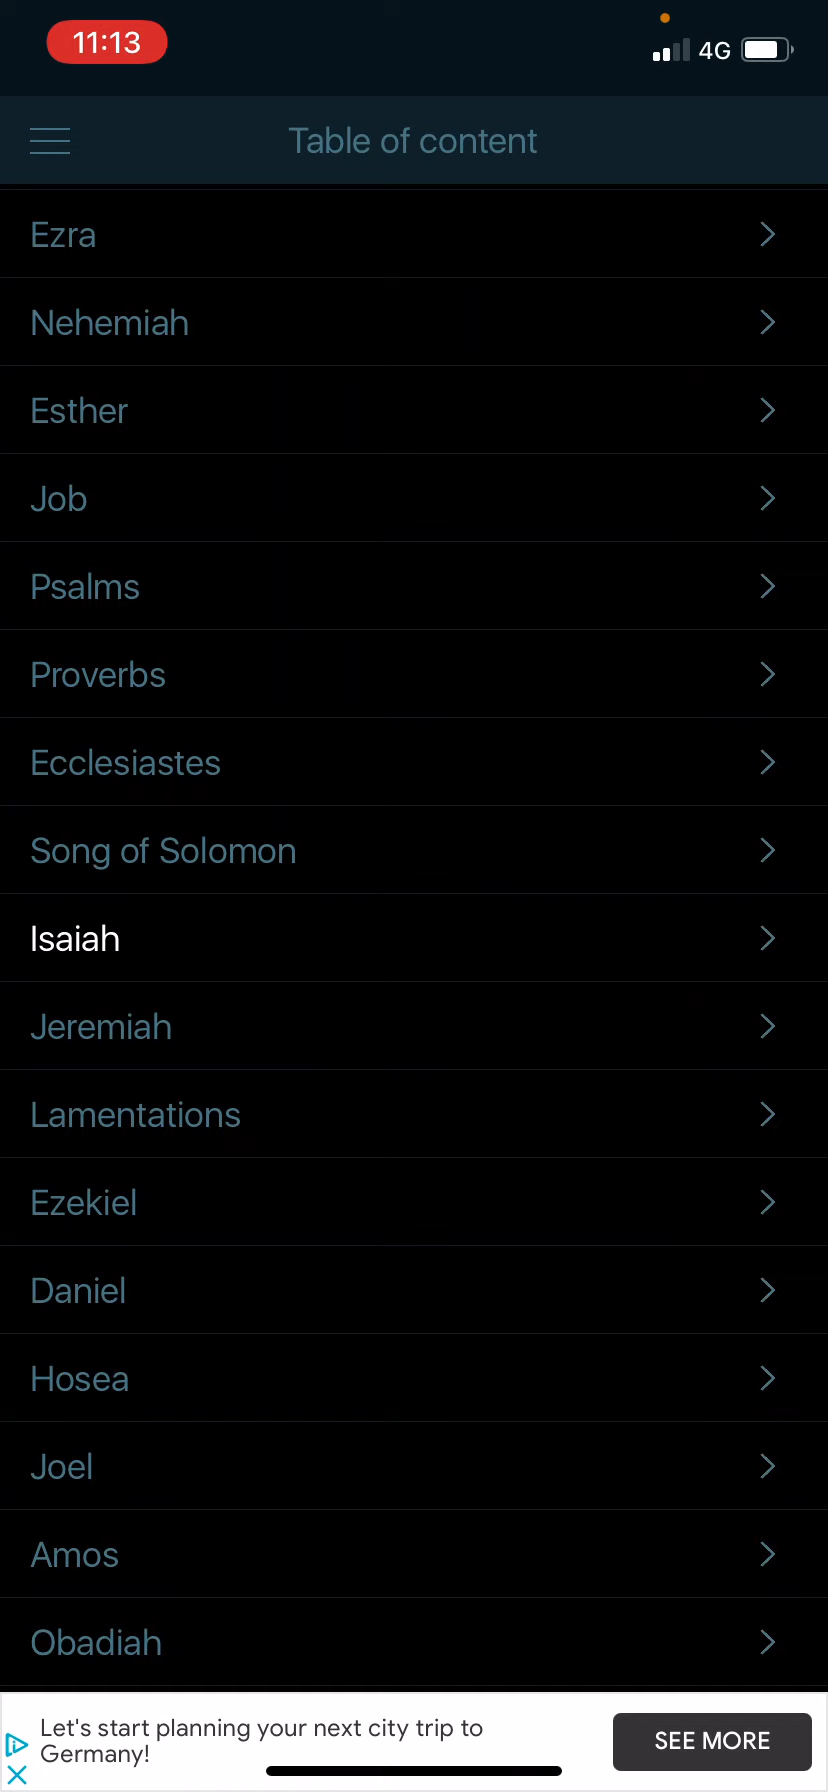 11:13
4G
Table of content
Ezra
Nehemiah
Esther
Job
Psalms
Proverbs
Ecclesiastes
Song of Solomon
Isaiah
Jeremiah
Lamentations
Ezekiel
Daniel
Hosea
Joel
Amos
Obadiah
Let's start planning your next city trip to
Germany!
SEE MORE